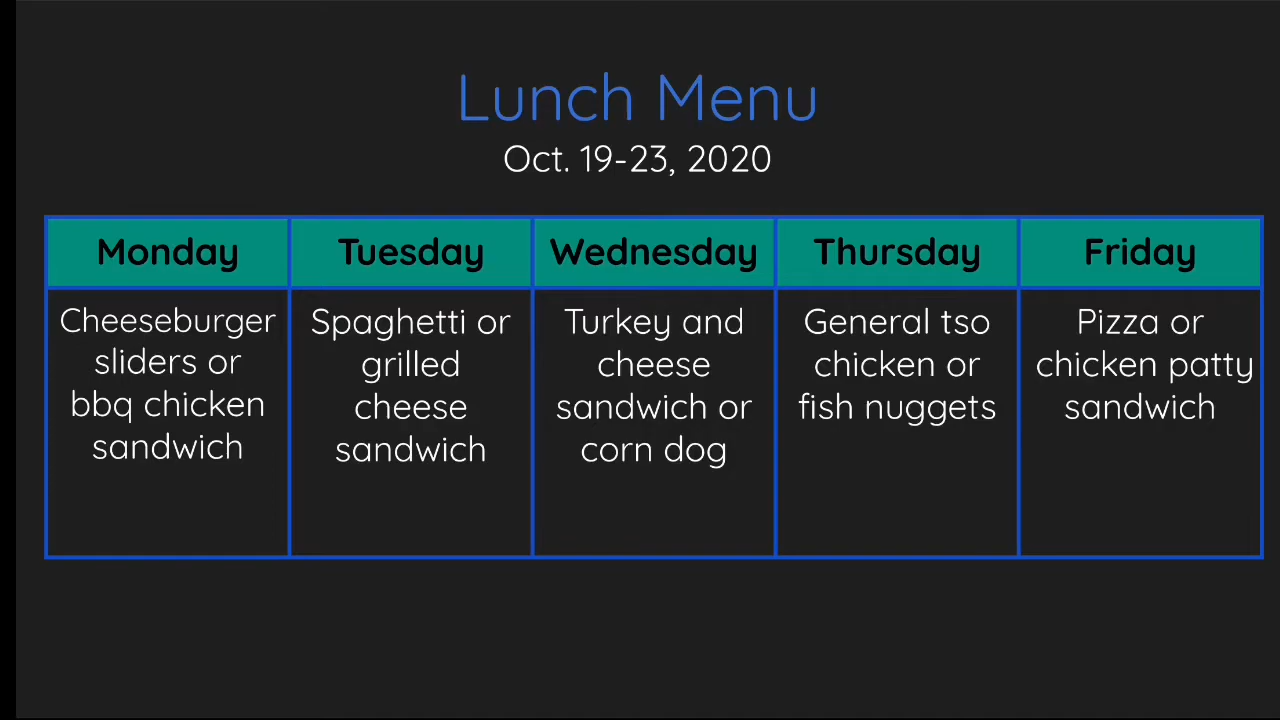 Lunch Menu
Oct. 19-23, 2020
Monday
Cheeseburger
sliders or
bbq chicken
sandwich
Tuesday
Spaghetti or
grilled
cheese
sandwich
Wednesday
Turkey and
cheese
sandwich or
corn dog
Thursday
General tso
chicken or
fish nuggets
Friday
Pizza or
chicken patty
sandwich